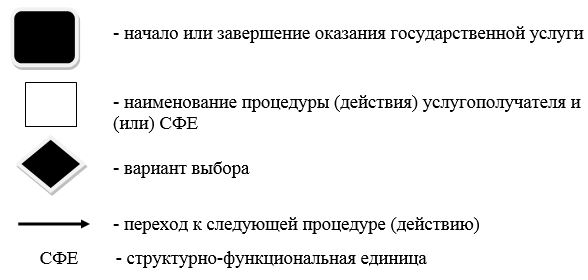 - начало или завершение оказания государственной услуги
- наименование процедуры (действия) услугополучателя и
(или) СФЕ
- вариант выбора
- переход к следующей процедуре (действию)
СФЕ - структурно-функциональная единица